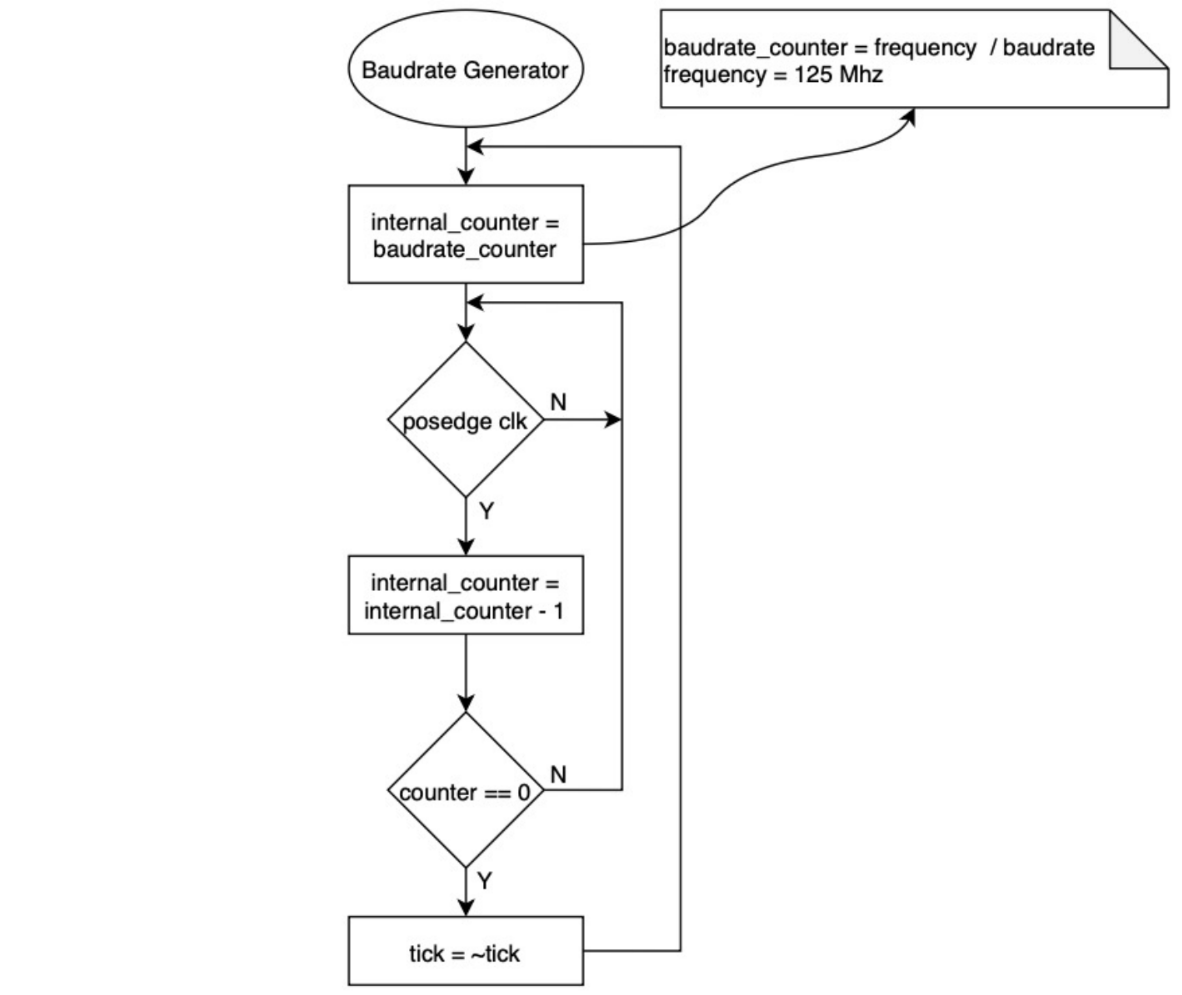 Baudrate Generator
baudrate_counter = frequency  / baudrate
frequency = 125 Mhz
internal_counter =
baudrate_counter
posedge clk
N
Y
internal_counter =
internal_counter - 1
counter == 0
N
Y
tick = ~tick